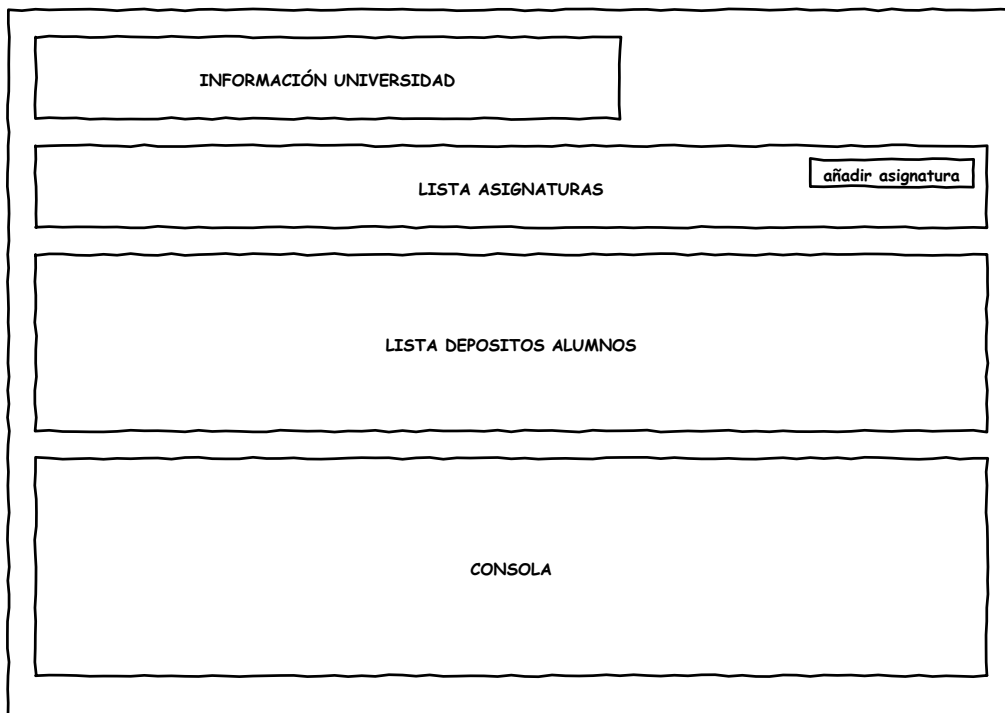 INFORMACIÓN UNIVERSIDAD
añadir asignatura
LISTA ASIGNATURAS
LISTA DEPOSITOS ALUMNOS
CONSOLA